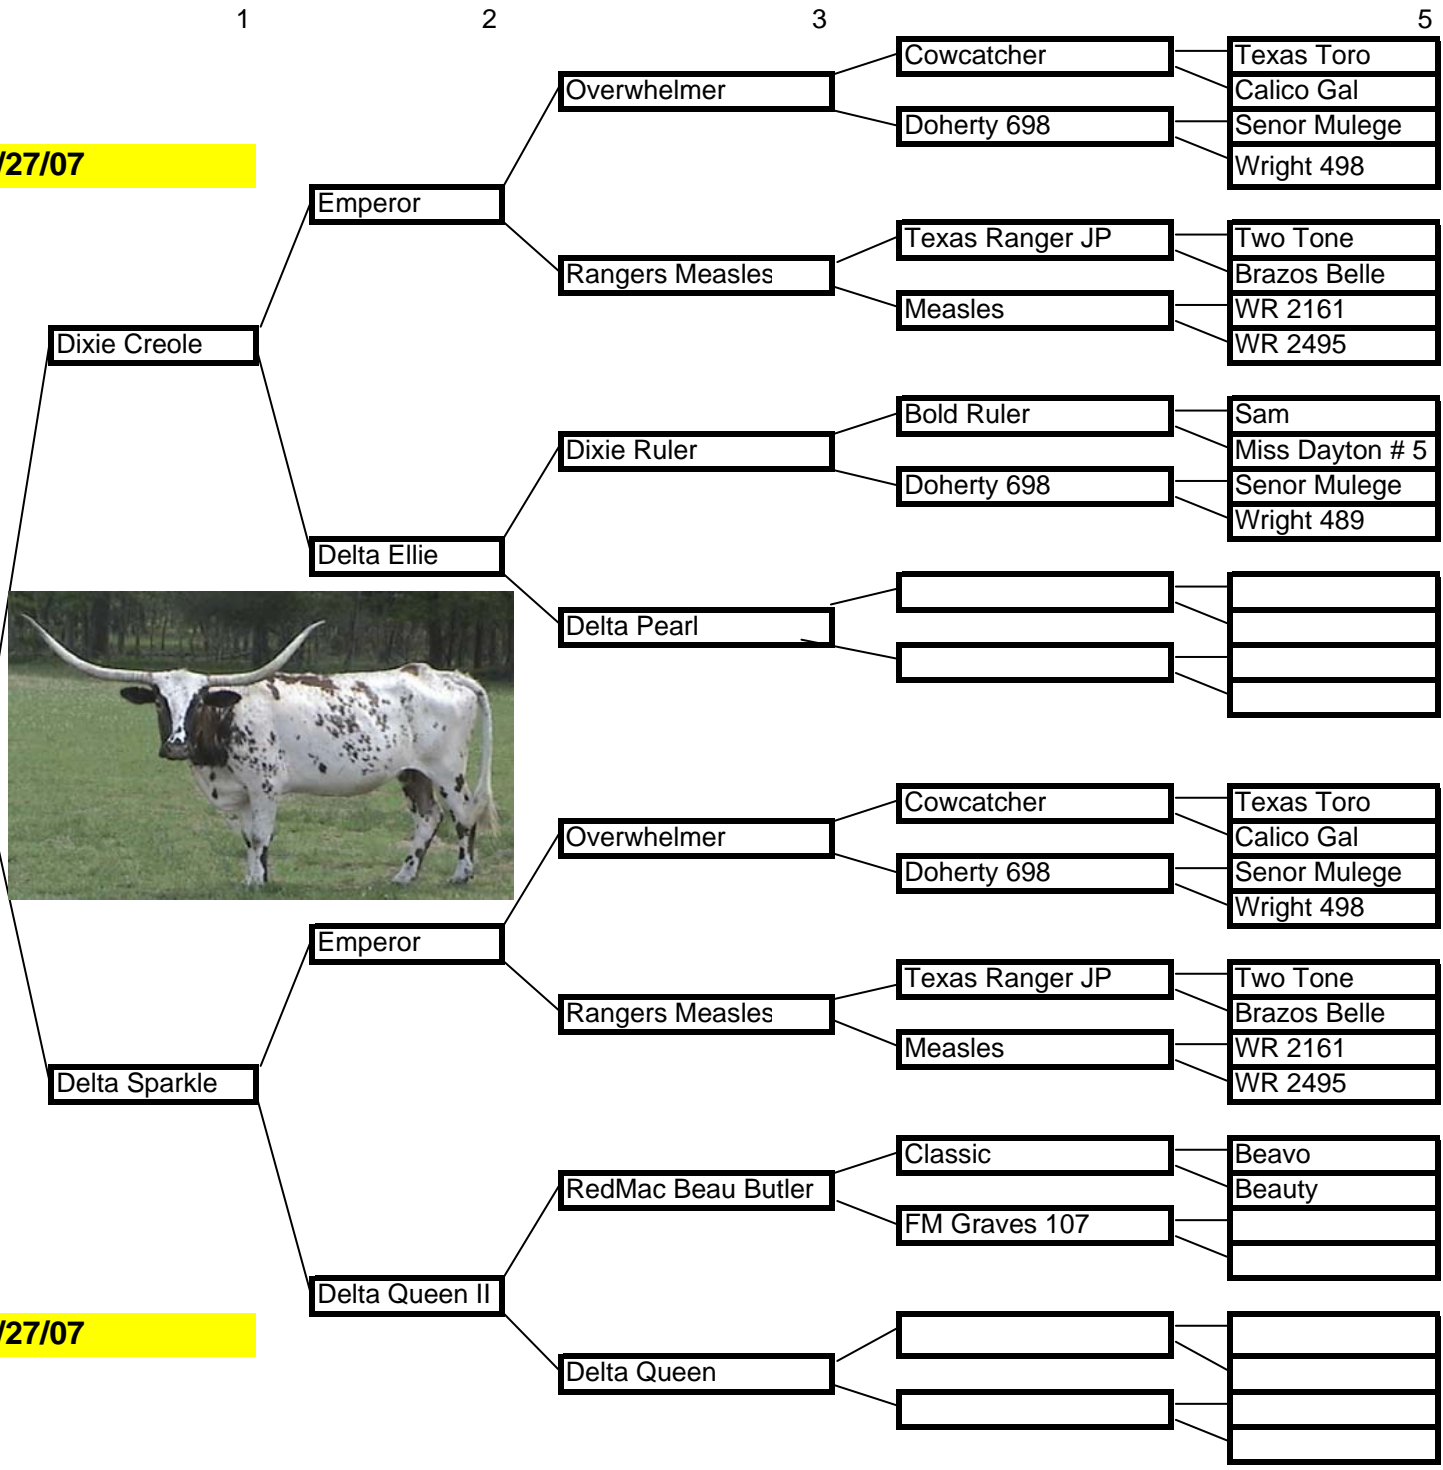 1 2 3 5
Cowcatcher
Texas Toro
Overwhelmer
Calico Gal
Doherty 698
Senor Mulege
/27/07
Wright 498
Emperor
Texas Ranger JP
Two Tone
Rangers Measles
Brazos Belle
Measles
WR 2161
Dixie Creole
WR 2495
Bold Ruler
Sam
Dixie Ruler
Miss Dayton # 5
Doherty 698
Senor Mulege
Wright 489
Delta Ellie
Delta Pearl
Cowcatcher
Texas Toro
Overwhelmer
Calico Gal
Doherty 698
Senor Mulege
Wright 498
Emperor
Texas Ranger JP
Two Tone
Rangers Measles
Brazos Belle
Measles
WR 2161
Delta Sparkle
WR 2495
Classic
Beavo
RedMac Beau Butler
Beauty
FM Graves 107
Delta Queen II
/27/07
Delta Queen